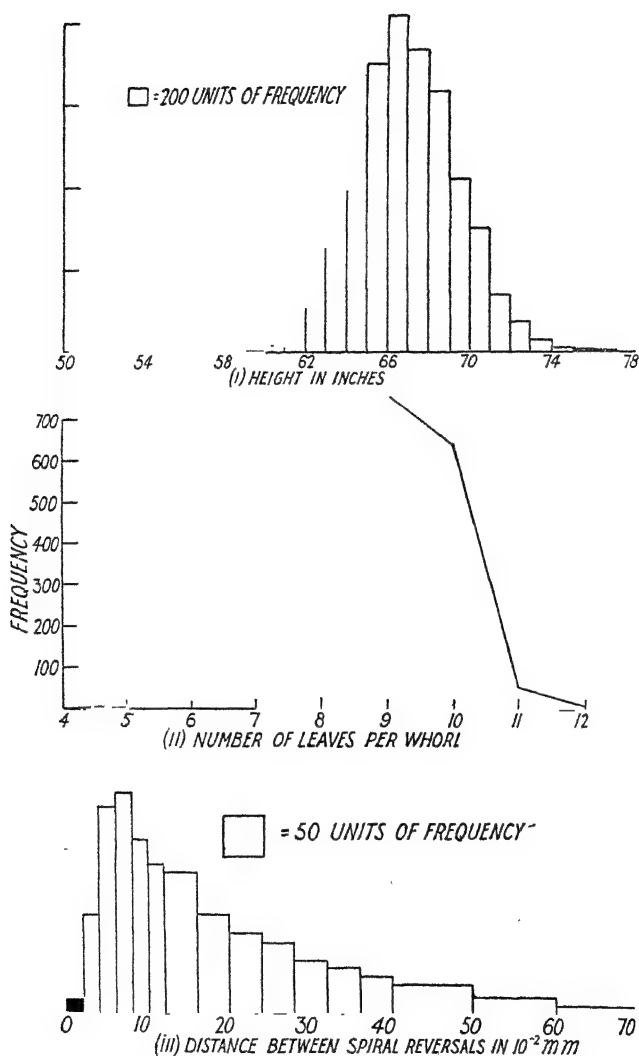 = 200 UNITS OF FREQUENCY
50 54 58 62 66 70 74 78
(I) HEIGHT IN INCHES
700
600
500
400
300
200
100
FREQUENCY
4 5 6 7 8 9 10 11 12
(II) NUMBER OF LEAVES PER WHORL
= 50 UNITS OF FREQUENCY
0 10 20 30 40 50 60 70
(III) DISTANCE BETWEEN SPIRAL REVERSALS IN 10⁻² mm